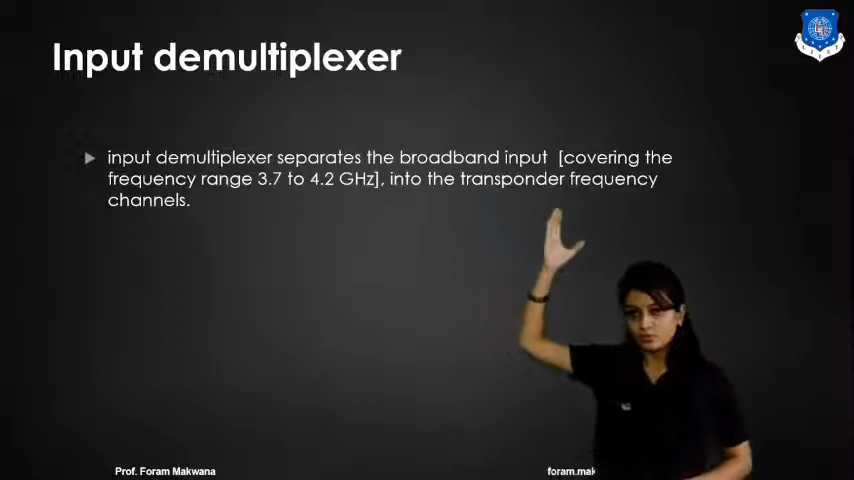 Input demultiplexer
input demultiplexer separates the broadband input [covering the
frequency range 3.7 to 4.2 GHz], into the transponder frequency
channels.
Prof. Foram Makwana
foram.mak